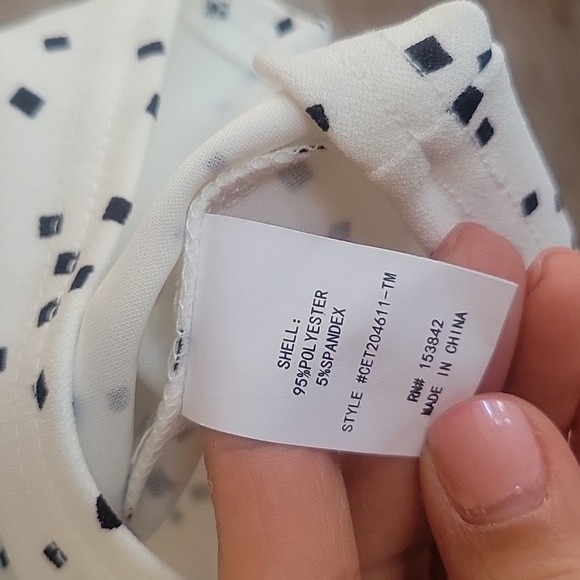 SHELL:
95%POLYESTER
5%SPANDEX
STYLE #CET204611-TM
RN# 153842
MADE IN CHINA